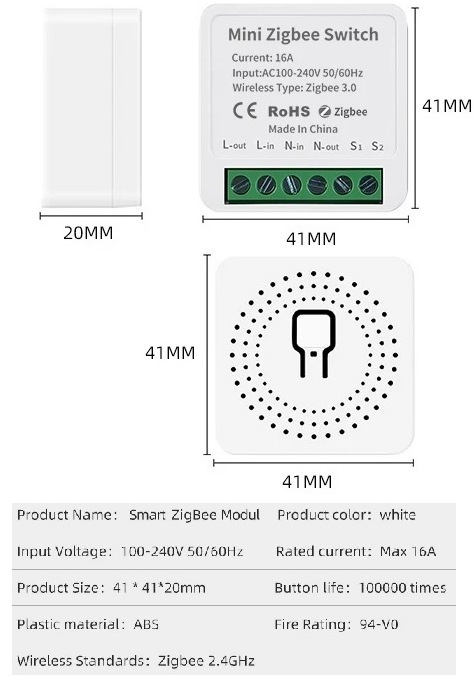 Mini Zigbee Switch
Current: 16A
Input:AC100-240V 50/60Hz
Wireless Type: Zigbee 3.0
CE RoHS Zigbee
Made In China
L-out L-in N-in N-out S1 S2
41MM
20MM
41MM
41MM
41MM
Product Name: Smart ZigBee Modul Product color: white
Input Voltage: 100-240V 50/60Hz Rated current: Max 16A
Product Size: 41 * 41*20mm Button life: 100000 times
Plastic material: ABS Fire Rating: 94-V0
Wireless Standards: Zigbee 2.4GHz